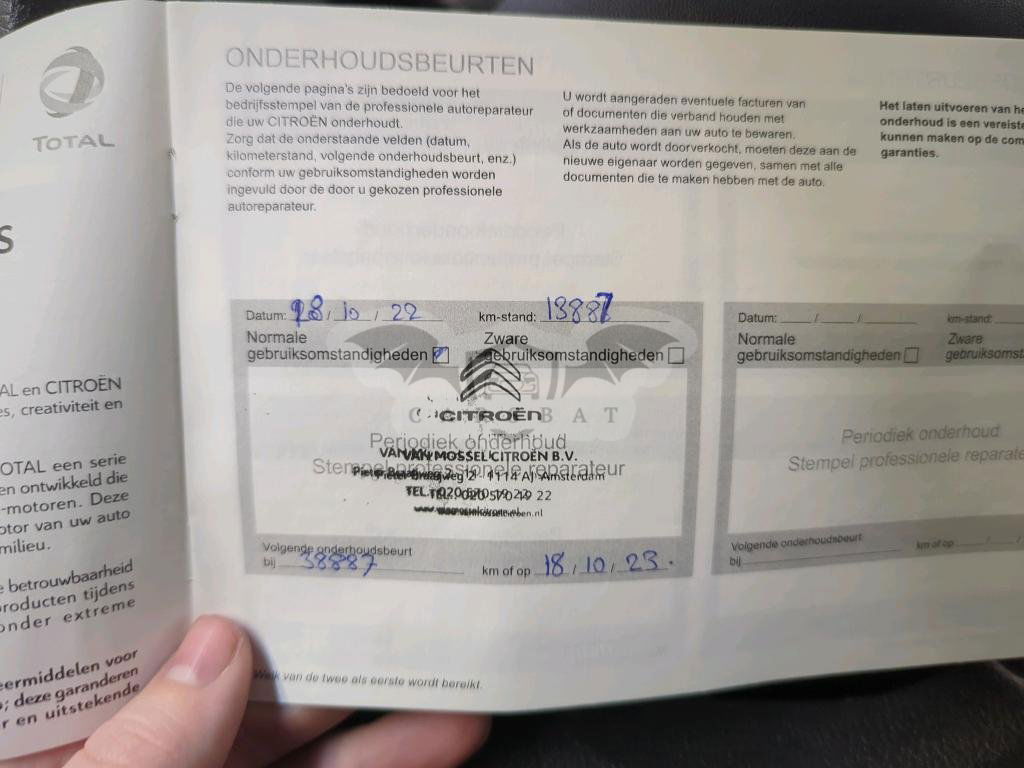 TOTAL
S
AL en CITROËN
es, creativiteit en
OTAL een serie
en ontwikkeld die
-motoren. Deze
otor van uw auto
milieu.
e betrouwbaarheid
producten tijdens
onder extreme
eermiddelen voor
; deze garanderen
r en uitstekende
ONDERHOUDSBEURTEN
De volgende pagina's zijn bedoeld voor het
bedrijfsstempel van de professionele autoreparateur
die uw CITROËN onderhoudt.
Zorg dat de onderstaande velden (datum,
kilometerstand, volgende onderhoudsbeurt, enz.)
conform uw gebruiksomstandigheden worden
ingevuld door de door u gekozen professionele
autoreparateur.
U wordt aangeraden eventuele facturen van
of documenten die verband houden met
werkzaamheden aan uw auto te bewaren.
Als de auto wordt doorverkocht, moeten deze aan de
nieuwe eigenaar worden gegeven, samen met alle
documenten die te maken hebben met de auto.
Het laten uitvoeren van he
onderhoud is een vereiste
kunnen maken op de com
garanties.
Datum: 18 / 10 / 22 km-stand: 18887
Normale gebruiksomstandigheden
Zware gebruiksomstandigheden
CITROËN
Periodiek onderhoud
VAN MOSSEL CITROËN B.V.
Stempel professionele reparateur
1114 AJ Amsterdam
TEL. 020 570 19 22
Volgende onderhoudsbeurt
bij 38887 km of op 18 / 10 / 23.
Welk van de twee als eerste wordt bereikt.
Datum: / / km-stand:
Normale gebruiksomstandigheden
Zware gebruiksomst
Periodiek onderhoud
Stempel professionele reparate
Volgende onderhoudsbeurt
bij km of op / /